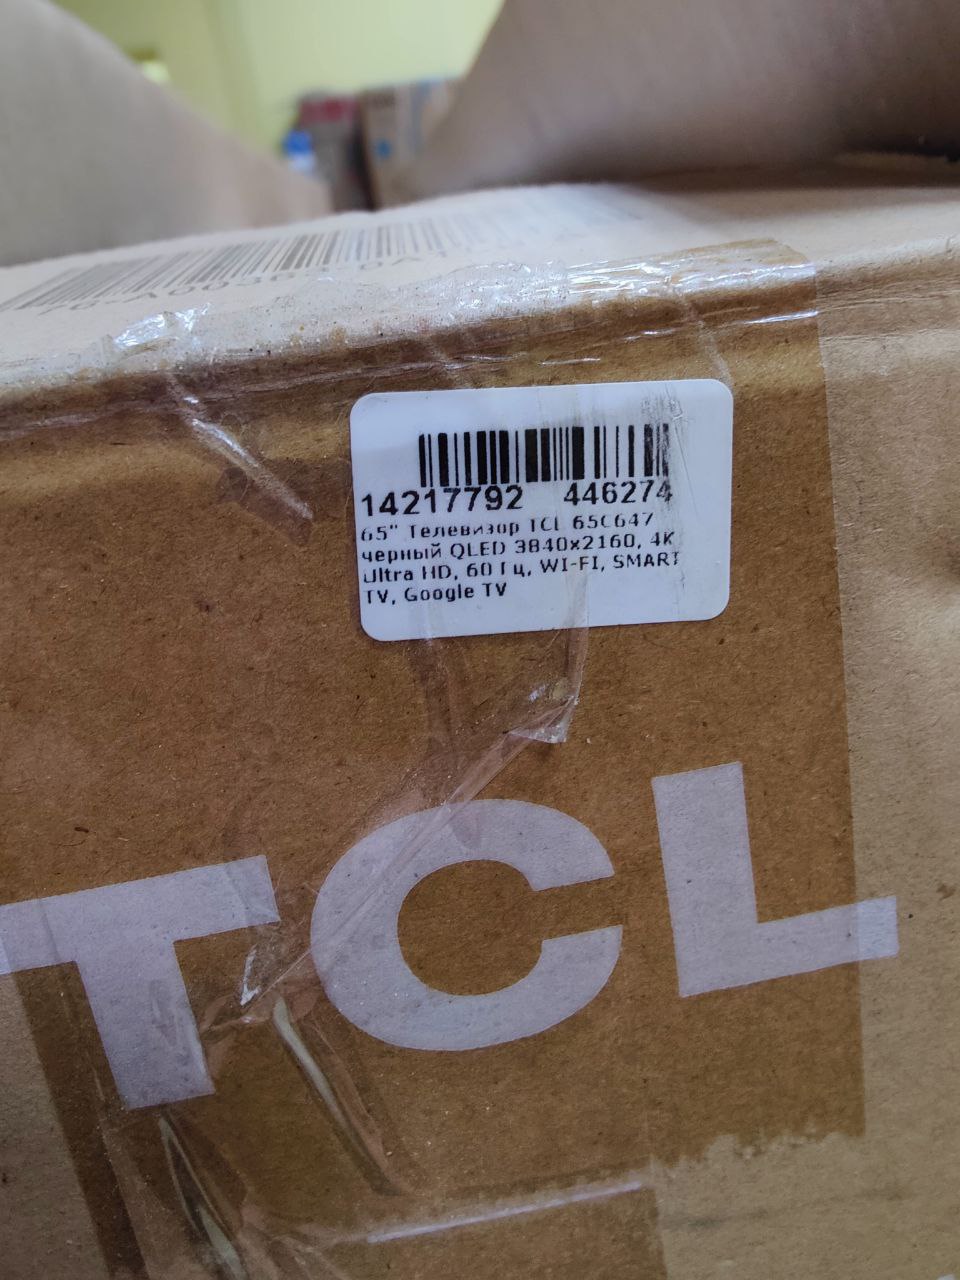 14217792 446274
65" Телевизор TCL 65C647
черный QLED 3840x2160, 4K
Ultra HD, 60 Гц, WI-FI, SMART
TV, Google TV
TCL